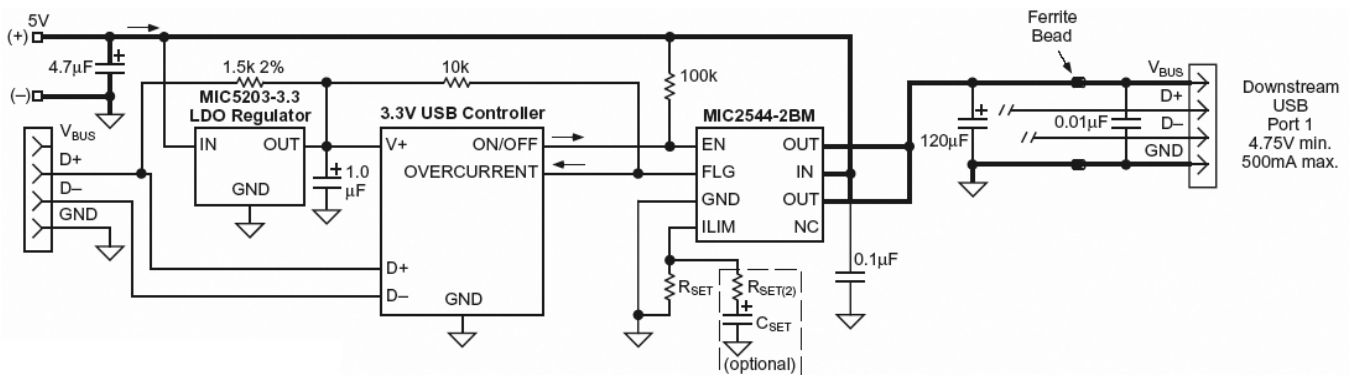 5V
(+)
(–)
4.7µF
+
1.5k 2%
MIC5203-3.3
LDO Regulator
IN
OUT
GND
1.0
µF
+
10k
3.3V USB Controller
V+
ON/OFF
OVERCURRENT
D+
D–
GND
VBUS
D+
D–
GND
100k
MIC2544-2BM
EN
FLG
GND
ILIM
OUT
IN
OUT
NC
RSET
RSET(2)
+
CSET
(optional)
0.1µF
+
120µF
Ferrite
Bead
0.01µF
VBUS
D+
D–
GND
Downstream
USB
Port 1
4.75V min.
500mA max.